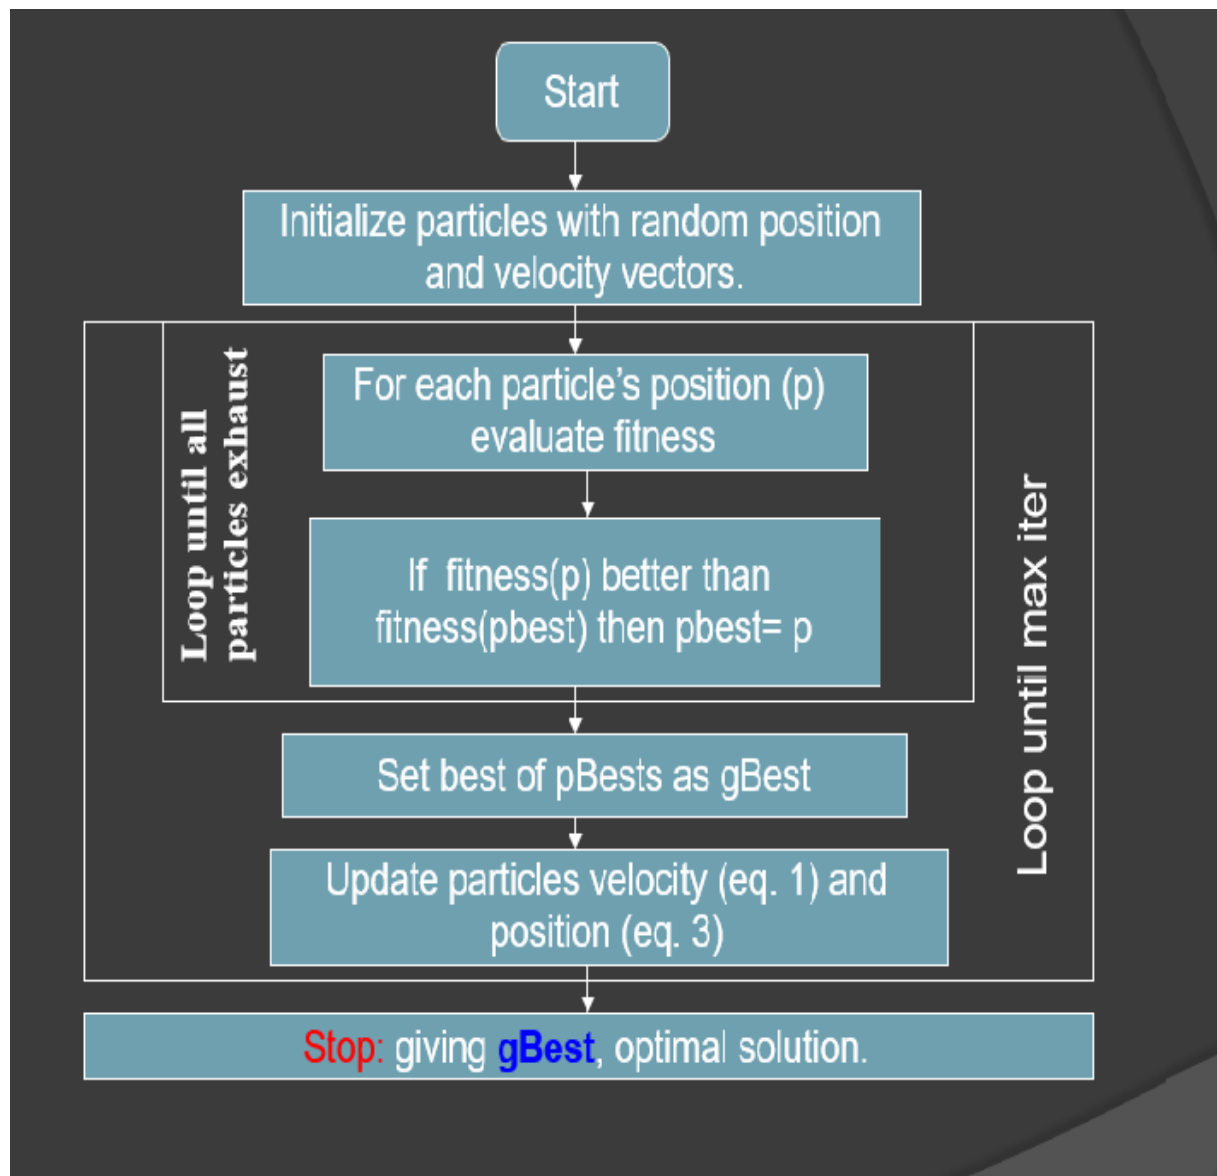 Start
Initialize particles with random position
and velocity vectors.
Loop until all
particles exhaust
For each particle’s position (p)
evaluate fitness
If  fitness(p) better than
fitness(pbest) then pbest= p
Loop until max iter
Set best of pBests as gBest
Update particles velocity (eq. 1) and
position (eq. 3)
Stop: giving gBest, optimal solution.